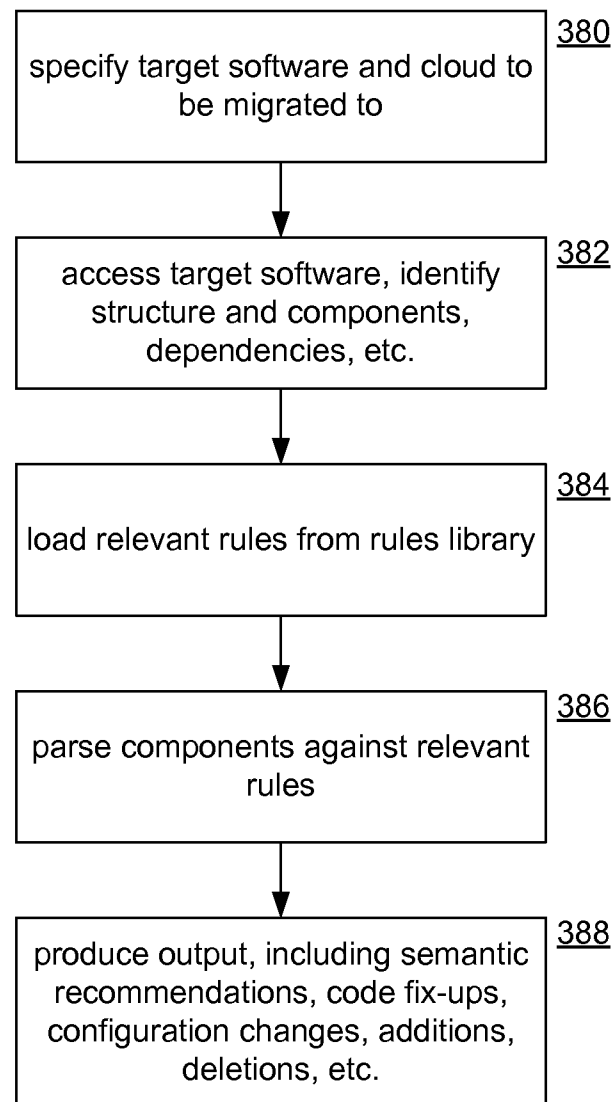 380
specify target software and cloud to
be migrated to
382
access target software, identify
structure and components,
dependencies, etc.
384
load relevant rules from rules library
386
parse components against relevant
rules
388
produce output, including semantic
recommendations, code fix-ups,
configuration changes, additions,
deletions, etc.